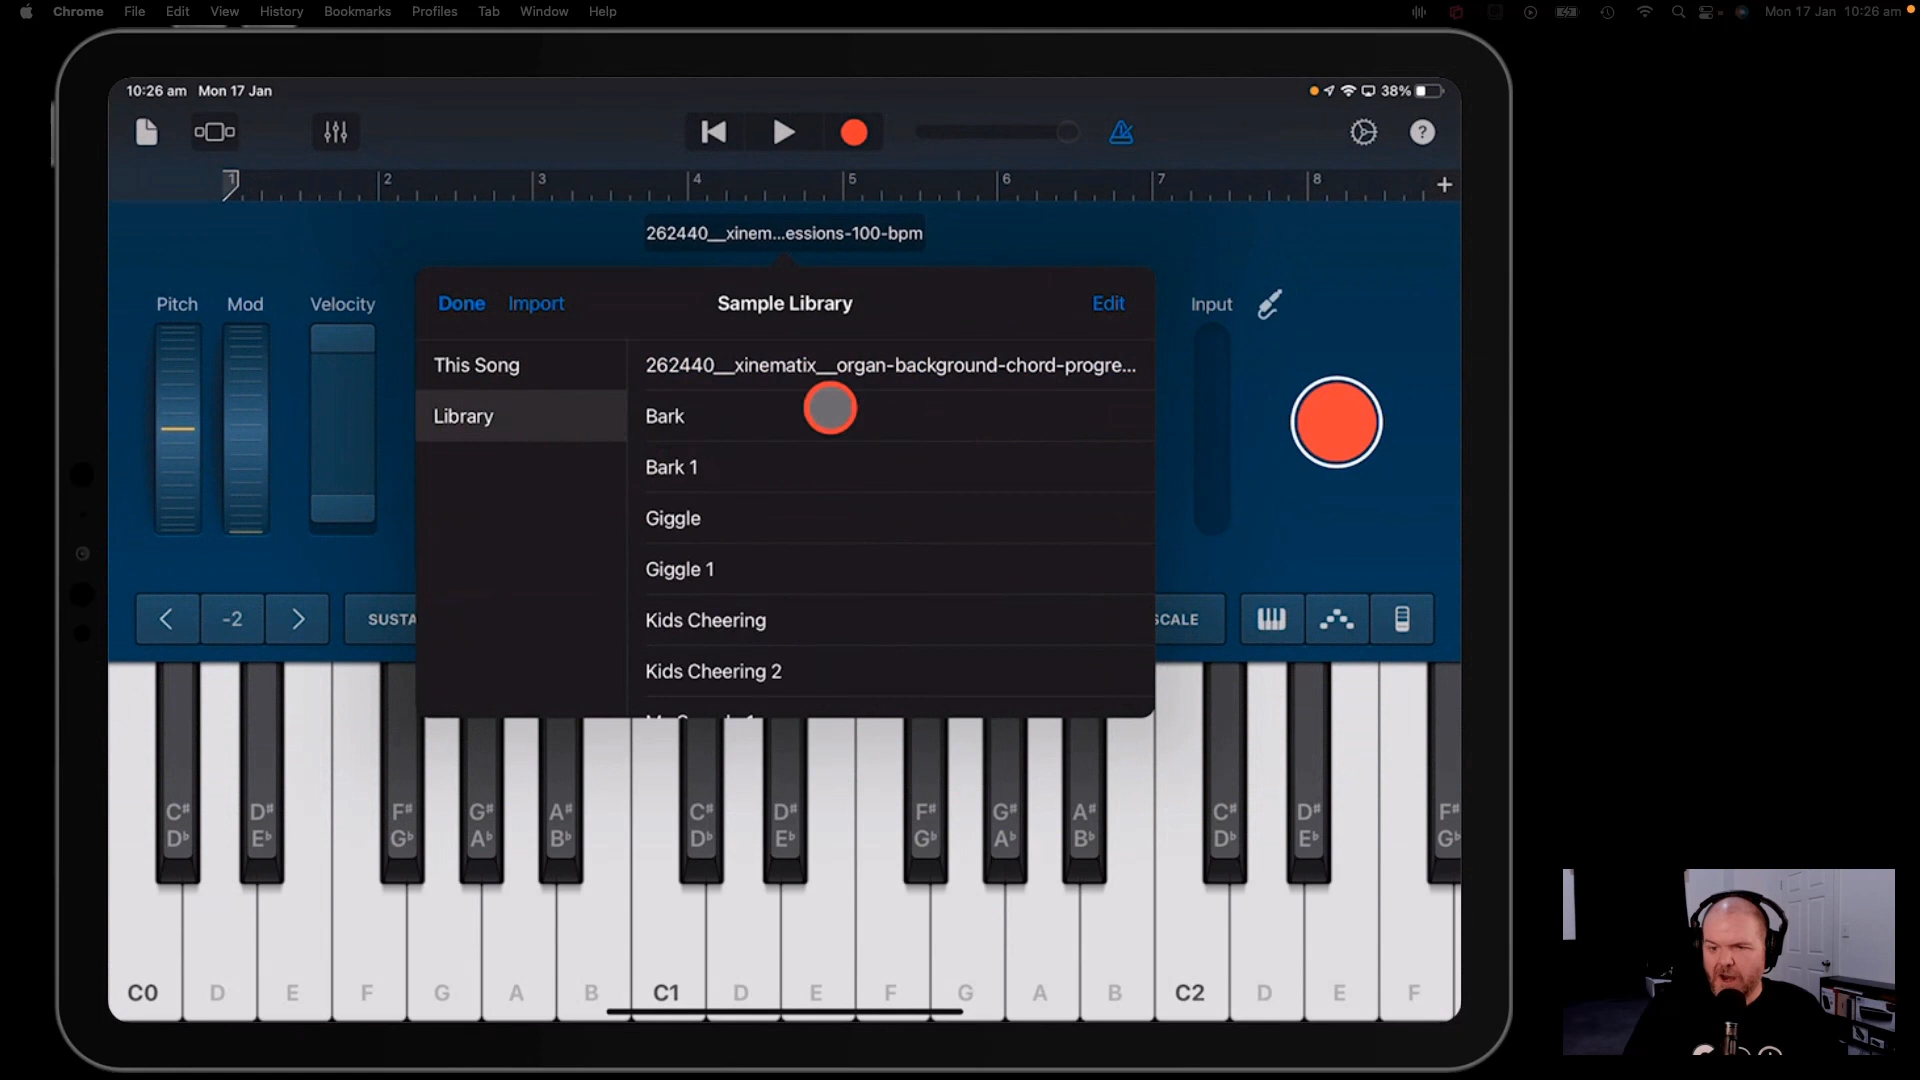 Chrome File Edit View History Bookmarks Profiles Tab Window Help Mon 17 Jan 10:26 am
10:26 am Mon 17 Jan 38%
1 2 3 4 5 6 7 8 +
262440__xinem...essions-100-bpm
Pitch Mod Velocity
Done Import Sample Library Edit
Input
This Song
Library
262440__xinematix__organ-background-chord-progre...
Bark
Bark 1
Giggle
Giggle 1
Kids Cheering
Kids Cheering 2
-2 SUSTA SCALE
C♯ D♯ F♯ G♯ A♯ C♯ D♯ F♯ G♯ A♯ C♯ D♯ F♯
D♭ E♭ G♭ A♭ B♭ D♭ E♭ G♭ A♭ B♭ D♭ E♭ G♭
C0 D E F G A B C1 D E F G A B C2 D E F